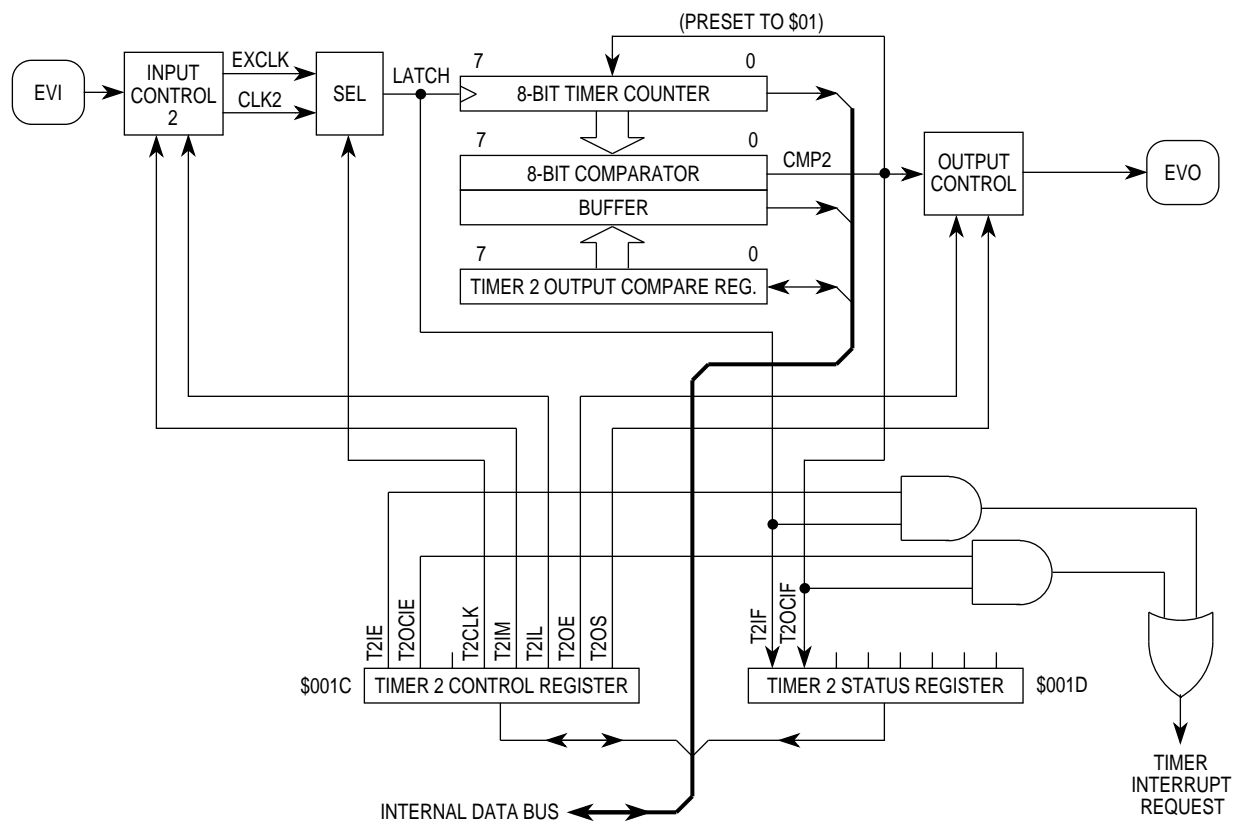 (PRESET TO $01)
EVI
INPUT
CONTROL
2
EXCLK
CLK2
SEL
LATCH
7
0
8-BIT TIMER COUNTER
7
0
8-BIT COMPARATOR
CMP2
BUFFER
7
0
TIMER 2 OUTPUT COMPARE REG.
OUTPUT
CONTROL
EVO
T2IE
T2OCIE
T2CLK
T2IM
T2IL
T2OE
T2OS
T2IF
T2OCIF
$001C
TIMER 2 CONTROL REGISTER
TIMER 2 STATUS REGISTER
$001D
TIMER
INTERRUPT
REQUEST
INTERNAL DATA BUS